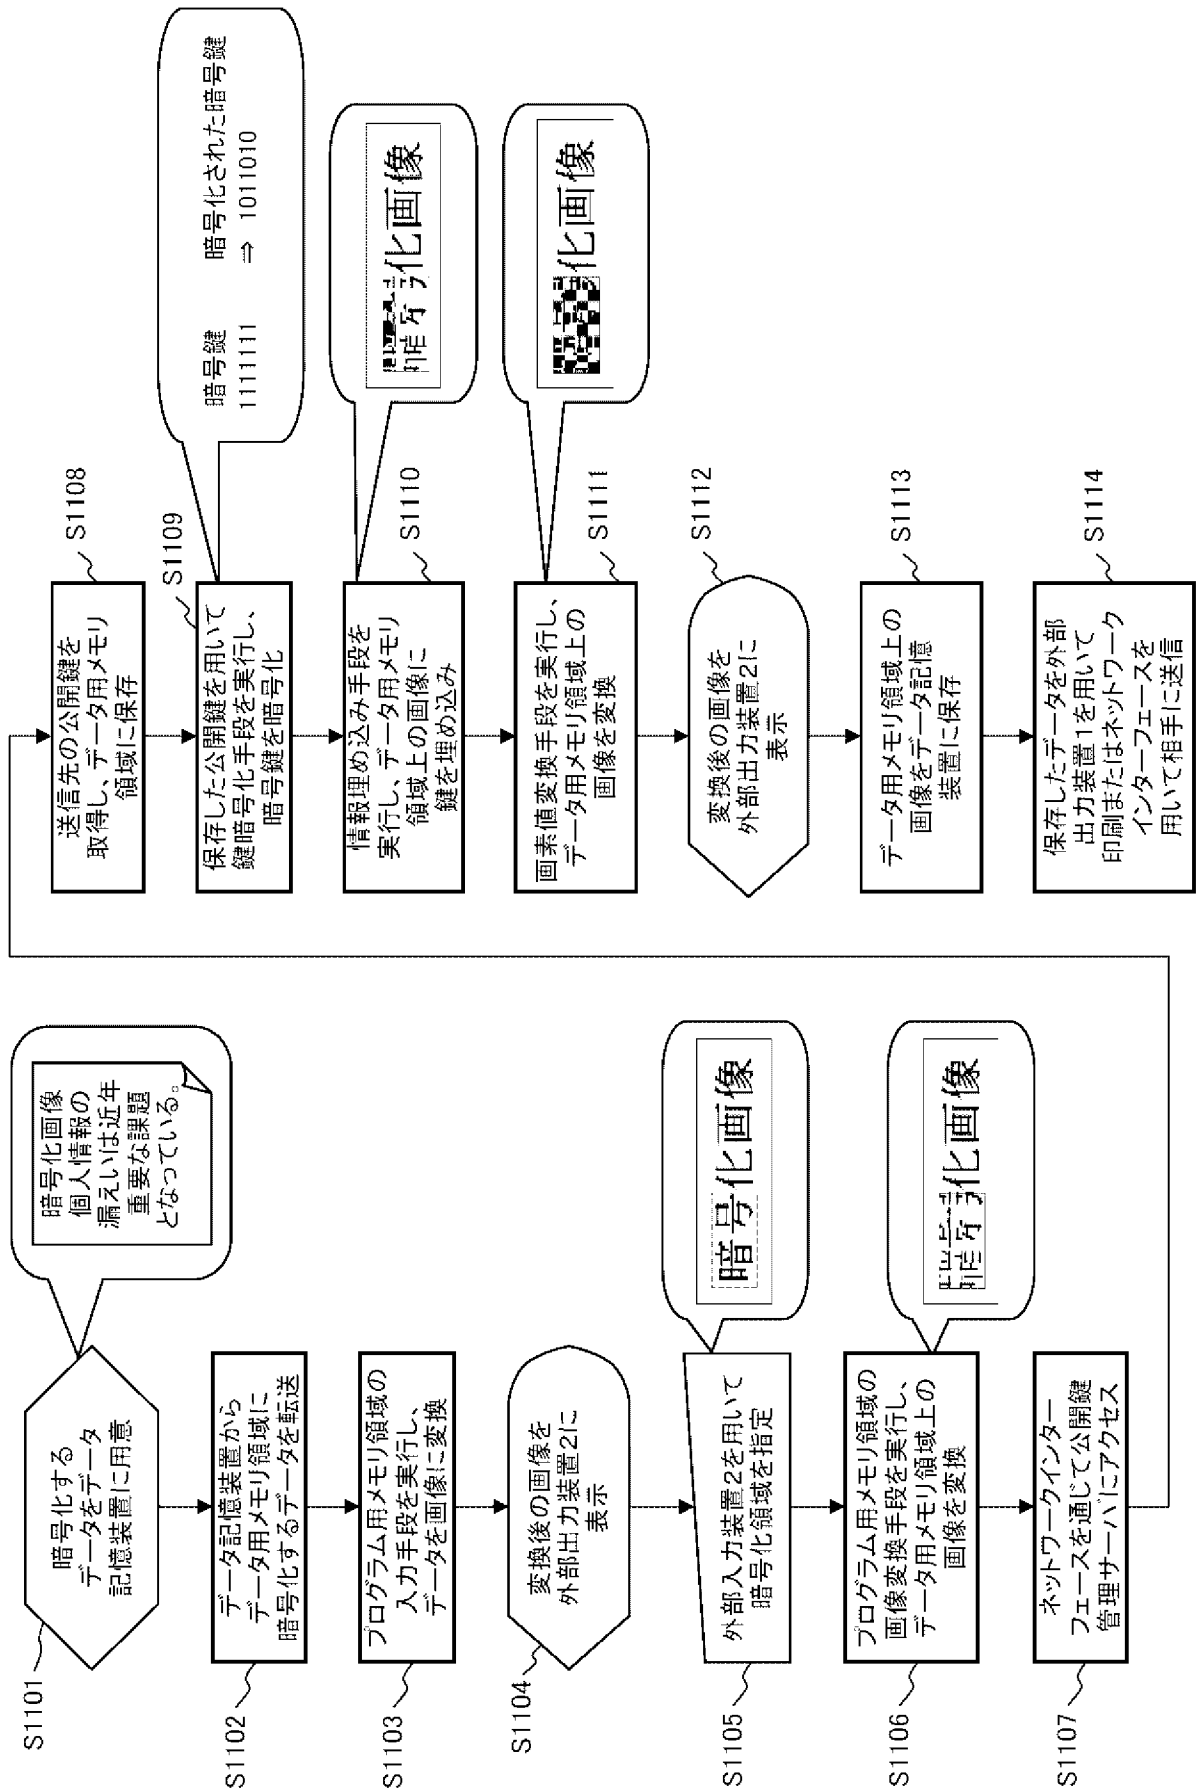 S1101
暗号化する
データをデータ
記憶装置に用意
暗号化画像
個人情報の
漏えいは近年
重要な課題
となっている。
S1102
データ記憶装置から
データ用メモリ領域に
暗号化するデータを転送
S1103
プログラム用メモリ領域の
入力手段を実行し、
データを画像に変換
S1104
変換後の画像を
外部出力装置2に
表示
S1105
外部入力装置2を用いて
暗号化領域を指定
暗号化画像
S1106
プログラム用メモリ領域の
画像変換手段を実行し、
データ用メモリ領域上の
画像を変換
化画像
S1107
ネットワークインター
フェースを通じて公開鍵
管理サーバにアクセス
S1108
送信先の公開鍵を
取得し、データ用メモリ
領域に保存
S1109
保存した公開鍵を用いて
鍵暗号化手段を実行し、
暗号鍵を暗号化
暗号鍵 暗号化された暗号鍵
1111111 ⇒ 1011010
S1110
情報埋め込み手段を
実行し、データ用メモリ
領域上の画像に
鍵を埋め込み
化画像
S1111
画素値変換手段を実行し、
データ用メモリ領域上の
画像を変換
化画像
S1112
変換後の画像を
外部出力装置2に
表示
S1113
データ用メモリ領域上の
画像をデータ記憶
装置に保存
S1114
保存したデータを外部
出力装置1を用いて
印刷またはネットワーク
インターフェースを
用いて相手に送信